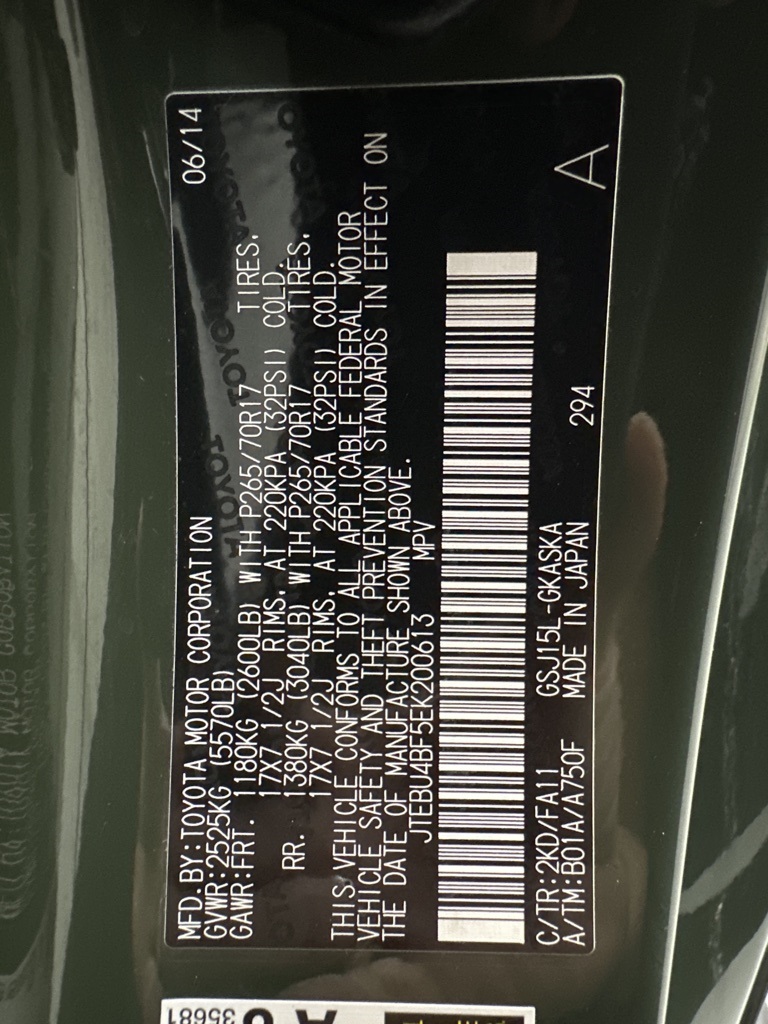 MFD.BY:TOYOTA MOTOR CORPORATION 06/14
GVWR:2525KG (5570LB)
GAWR:FRT. 1180KG (2600LB) WITH P265/70R17 TIRES,
17X7 1/2J RIMS, AT 220KPA (32PSI) COLD.
RR. 1380KG (3040LB) WITH P265/70R17 TIRES,
17X7 1/2J RIMS, AT 220KPA (32PSI) COLD.
THIS VEHICLE CONFORMS TO ALL APPLICABLE FEDERAL MOTOR
VEHICLE SAFETY AND THEFT PREVENTION STANDARDS IN EFFECT ON
THE DATE OF MANUFACTURE SHOWN ABOVE.
JTEBU4BF5EK200613 MPV
C/TR:2KD/FA11 GSJ15L-GKASKA 294 A
A/TM:B01A/A750F MADE IN JAPAN
35681